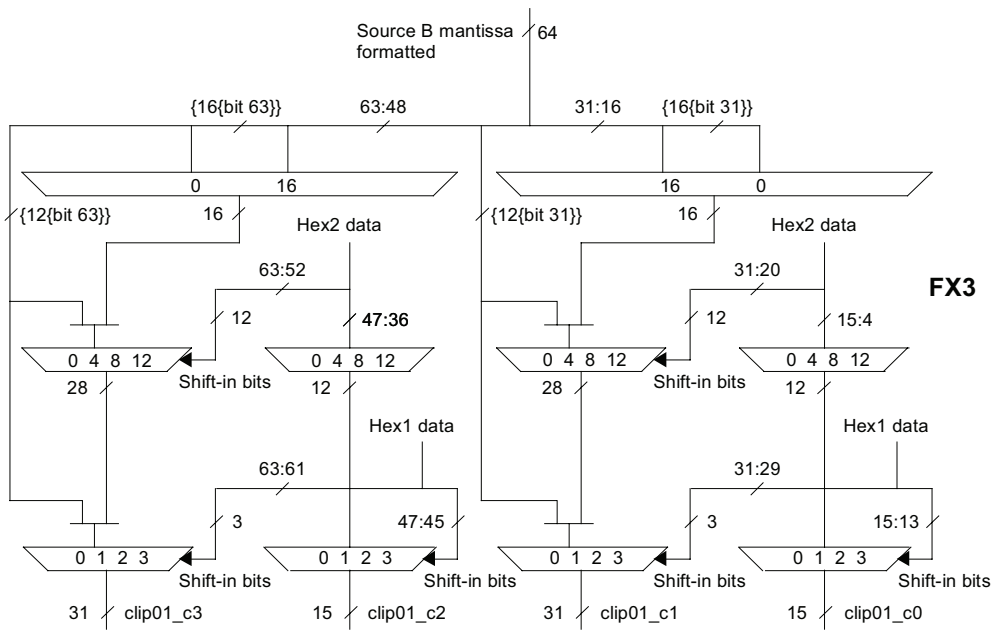 Source B mantissa
formatted
64
{16{bit 63}}
63:48
31:16
{16{bit 31}}
0 16
16 0
{12{bit 63}}
16
Hex2 data
{12{bit 31}}
16
Hex2 data
63:52
31:20
FX3
12
47:36
12
15:4
0 4 8 12
0 4 8 12
0 4 8 12
0 4 8 12
28
Shift-in bits
12
28
Shift-in bits
12
Hex1 data
Hex1 data
63:61
31:29
3
47:45
3
15:13
0 1 2 3
0 1 2 3
0 1 2 3
0 1 2 3
Shift-in bits
Shift-in bits
Shift-in bits
Shift-in bits
31
clip01_c3
15
clip01_c2
31
clip01_c1
15
clip01_c0